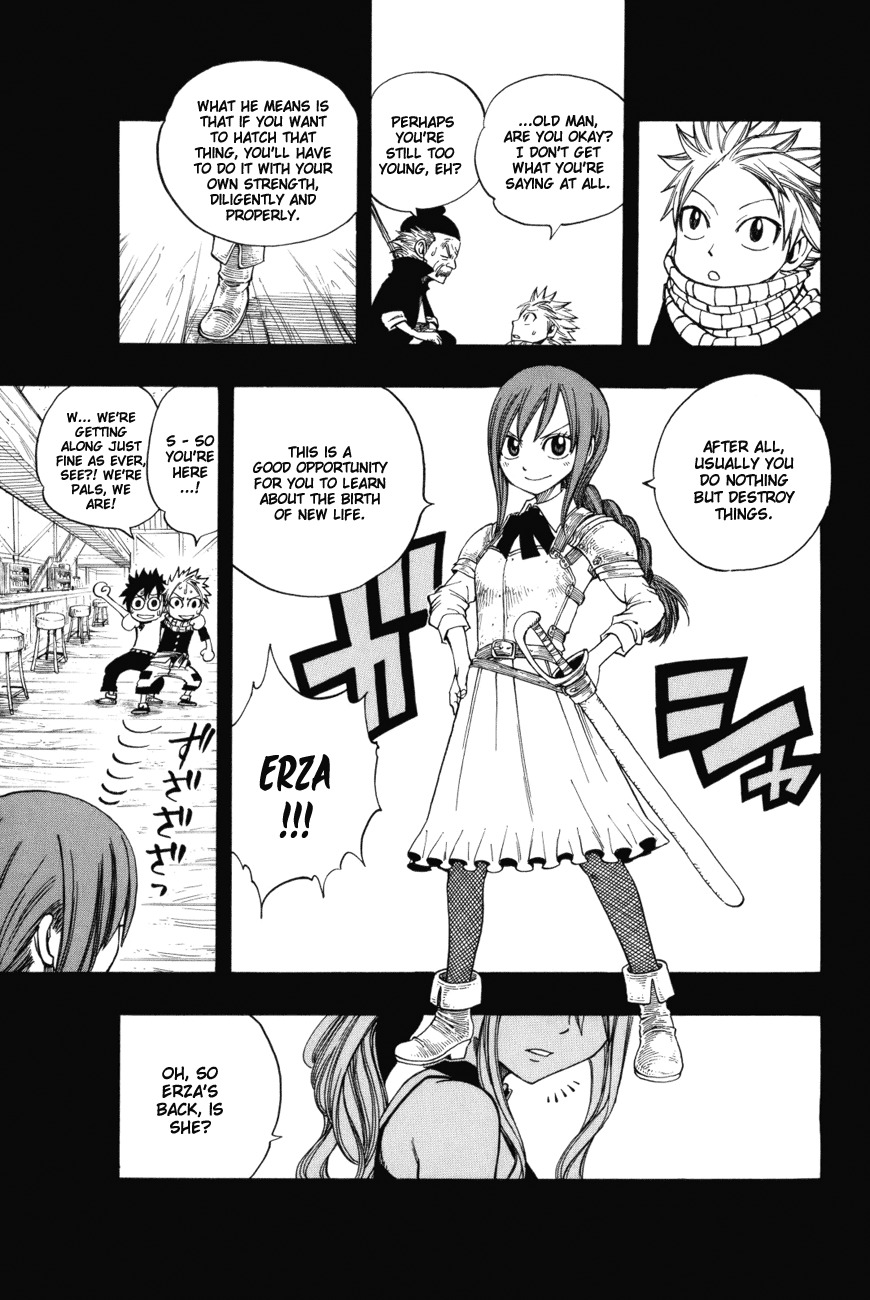 ...OLD MAN,
ARE YOU OKAY?
I DON'T GET
WHAT YOU'RE
SAYING AT ALL.
PERHAPS
YOU'RE
STILL TOO
YOUNG, EH?
WHAT HE MEANS IS
THAT IF YOU WANT
TO HATCH THAT
THING, YOU'LL HAVE
TO DO IT WITH YOUR
OWN STRENGTH,
DILIGENTLY AND
PROPERLY.
AFTER ALL,
USUALLY YOU
DO NOTHING
BUT DESTROY
THINGS.
THIS IS A
GOOD OPPORTUNITY
FOR YOU TO LEARN
ABOUT THE BIRTH
OF NEW LIFE.
ガシャ
ERZA
!!!
S - SO
YOU'RE
HERE
...!
W... WE'RE
GETTING
ALONG JUST
FINE AS EVER,
SEE?! WE'RE
PALS, WE
ARE!
ずざざざっ
OH, SO
ERZA'S
BACK, IS
SHE?